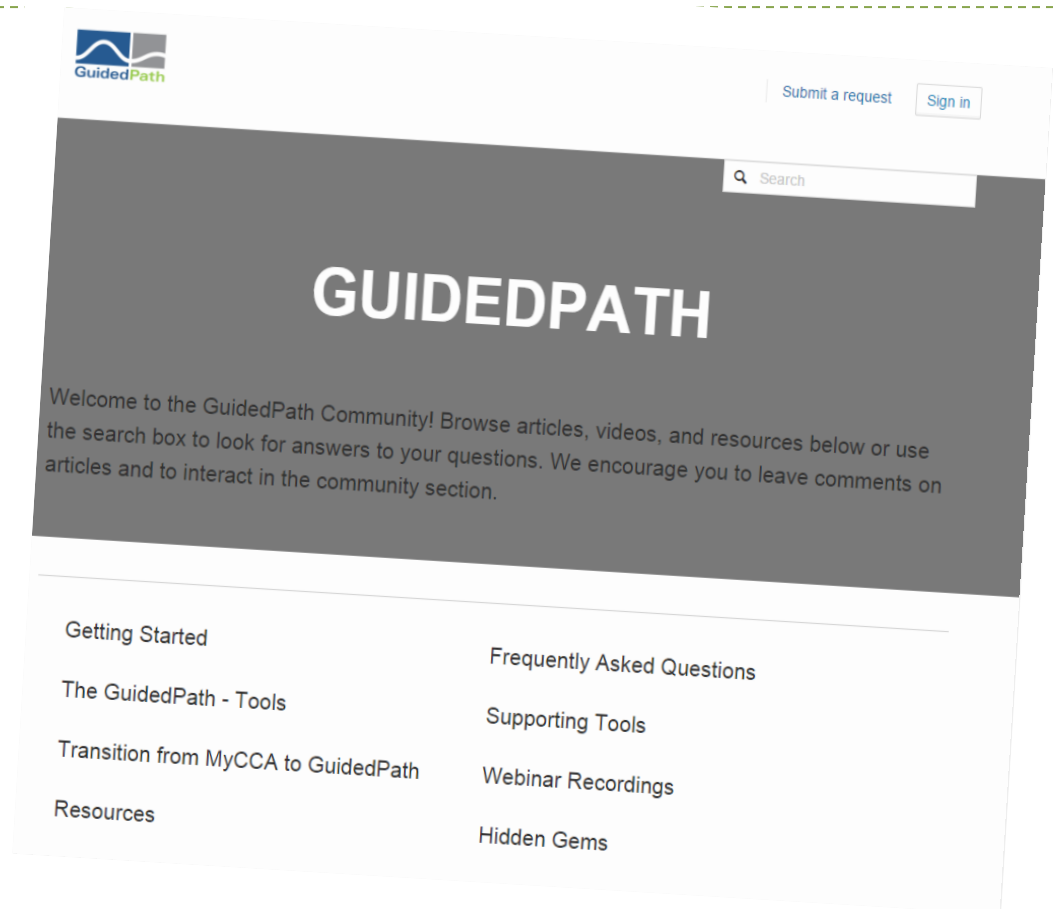 GuidedPath
Submit a request
Sign in
Search
GUIDEDPATH
Welcome to the GuidedPath Community! Browse articles, videos, and resources below or use
the search box to look for answers to your questions. We encourage you to leave comments on
articles and to interact in the community section.
Getting Started
Frequently Asked Questions
The GuidedPath - Tools
Supporting Tools
Transition from MyCCA to GuidedPath
Webinar Recordings
Resources
Hidden Gems